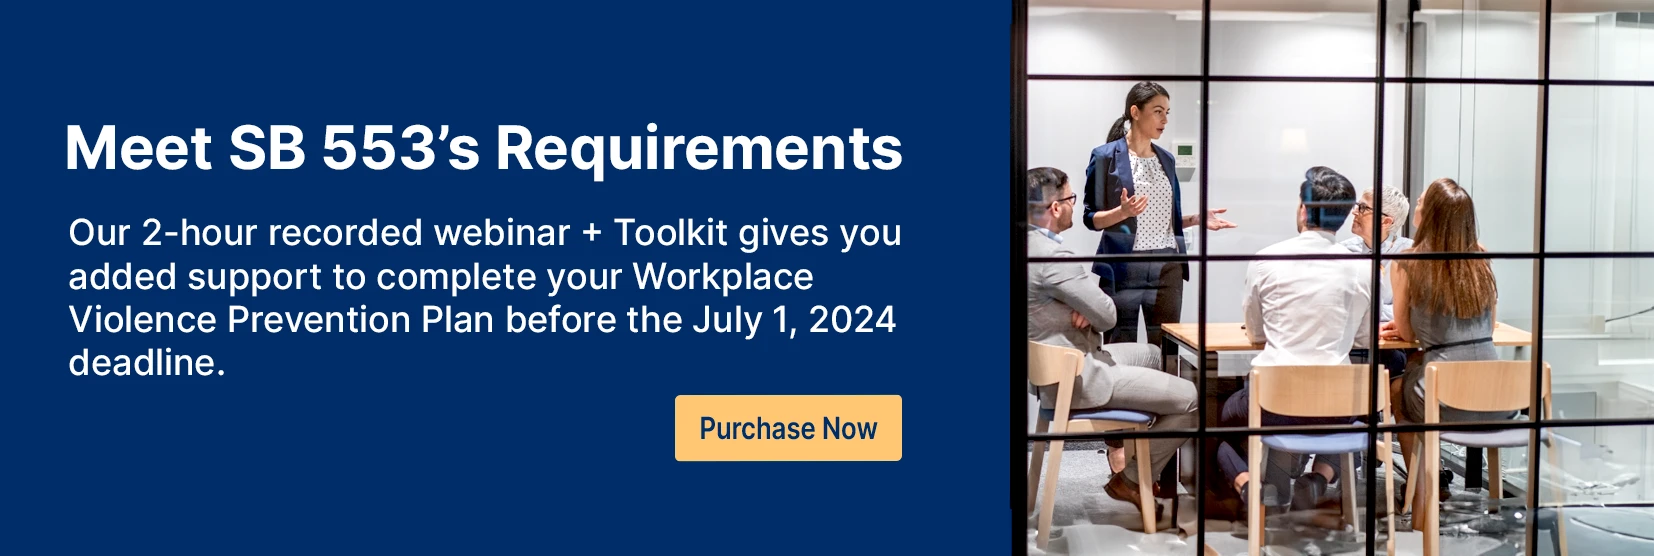 Meet SB 553’s Requirements
Our 2-hour recorded webinar + Toolkit gives you
added support to complete your Workplace
Violence Prevention Plan before the July 1, 2024
deadline.
Purchase Now